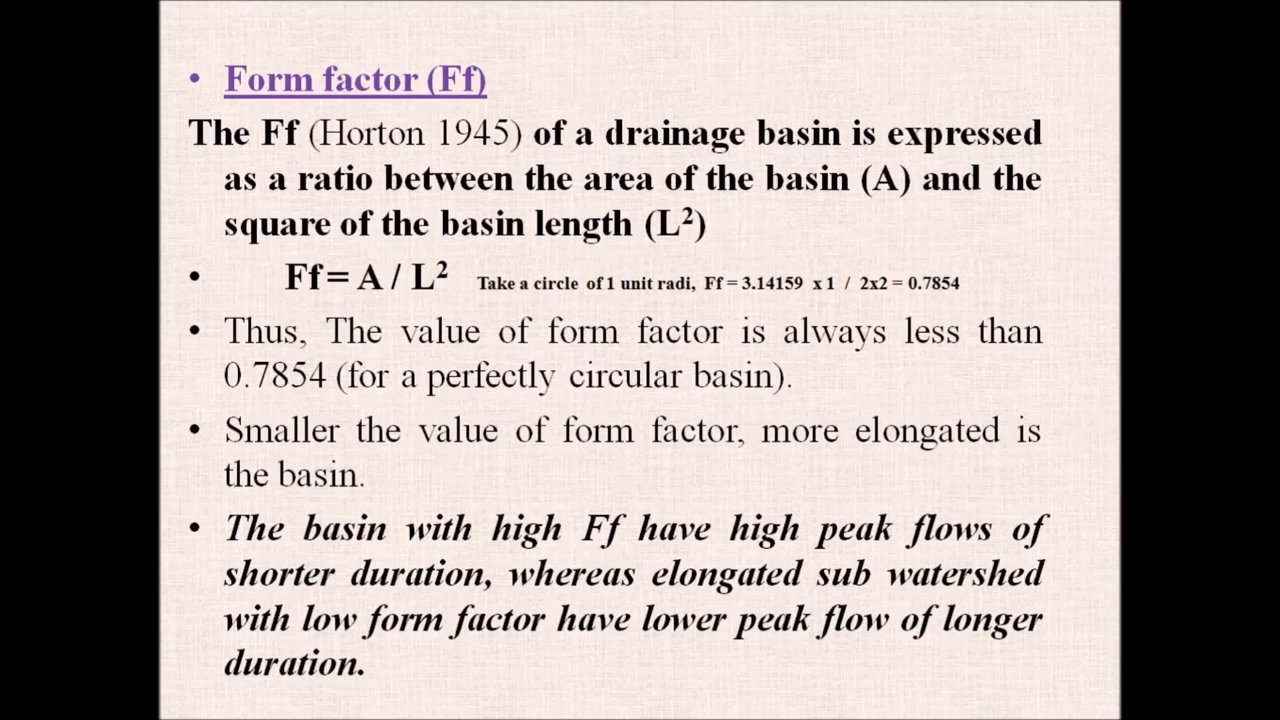 • Form factor (Ff)
The Ff (Horton 1945) of a drainage basin is expressed
as a ratio between the area of the basin (A) and the
square of the basin length (L²)
• Ff = A / L² Take a circle of 1 unit radi, Ff = 3.14159 x 1 / 2x2 = 0.7854
• Thus, The value of form factor is always less than
0.7854 (for a perfectly circular basin).
• Smaller the value of form factor, more elongated is
the basin.
• The basin with high Ff have high peak flows of
shorter duration, whereas elongated sub watershed
with low form factor have lower peak flow of longer
duration.